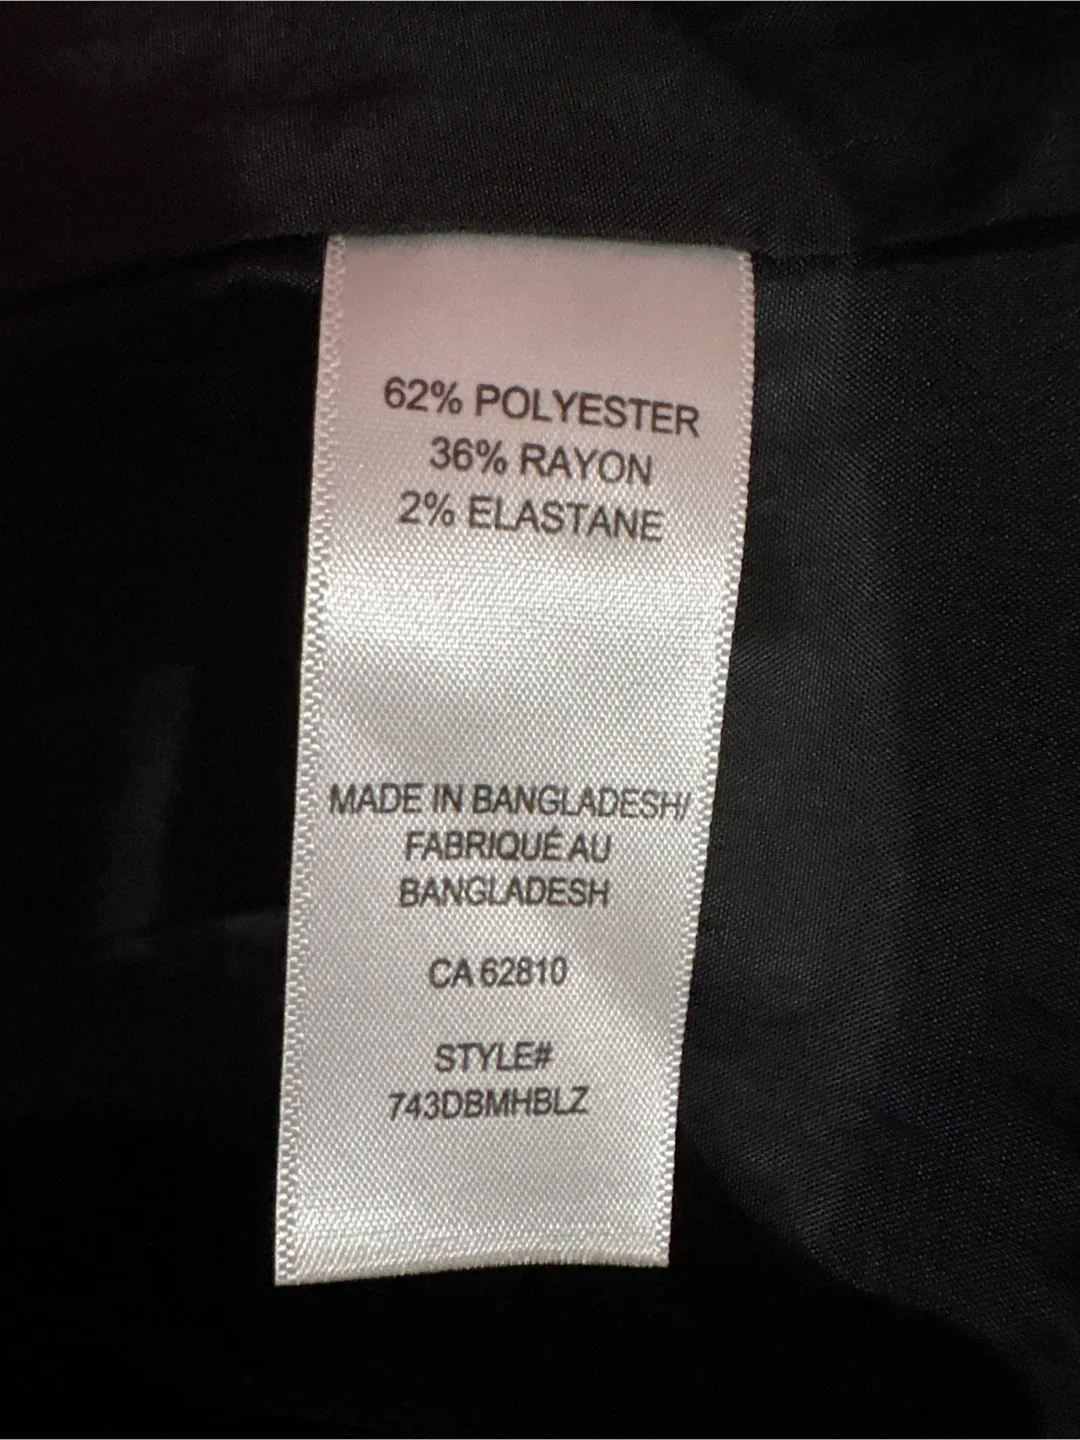 62% POLYESTER
36% RAYON
2% ELASTANE
MADE IN BANGLADESH/
FABRIQUÉ AU
BANGLADESH
CA 62810
STYLE#
743DBMHBLZ